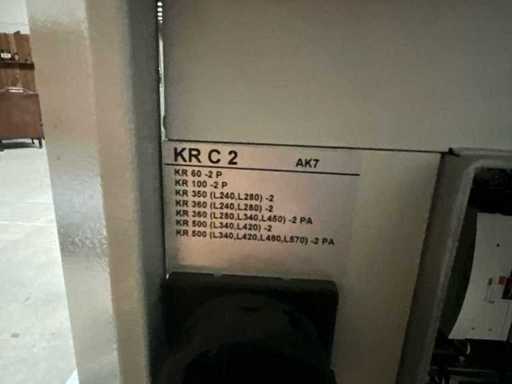 KR C 2 AK7
KR 60 -2 P
KR 100 -2 P
KR 350 (L240,L280) -2
KR 360 (L240,L280) -2
KR 360 (L280,L340,L450) -2 PA
KR 500 (L340,L420) -2
KR 500 (L340,L420,L480,L570) -2 PA